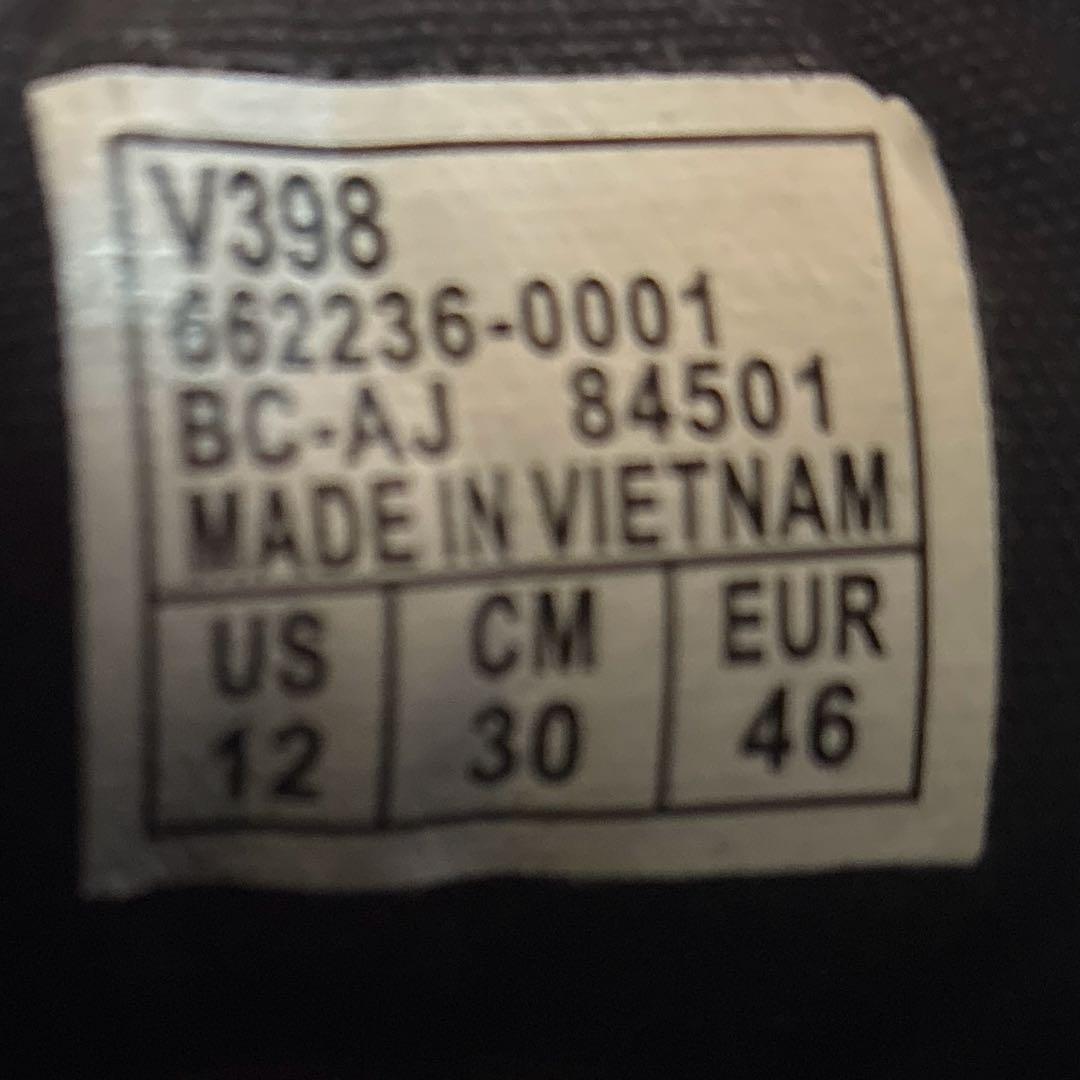 V398
662236-0001
BC-AJ 84501
MADE IN VIETNAM
US CM EUR
12 30 46